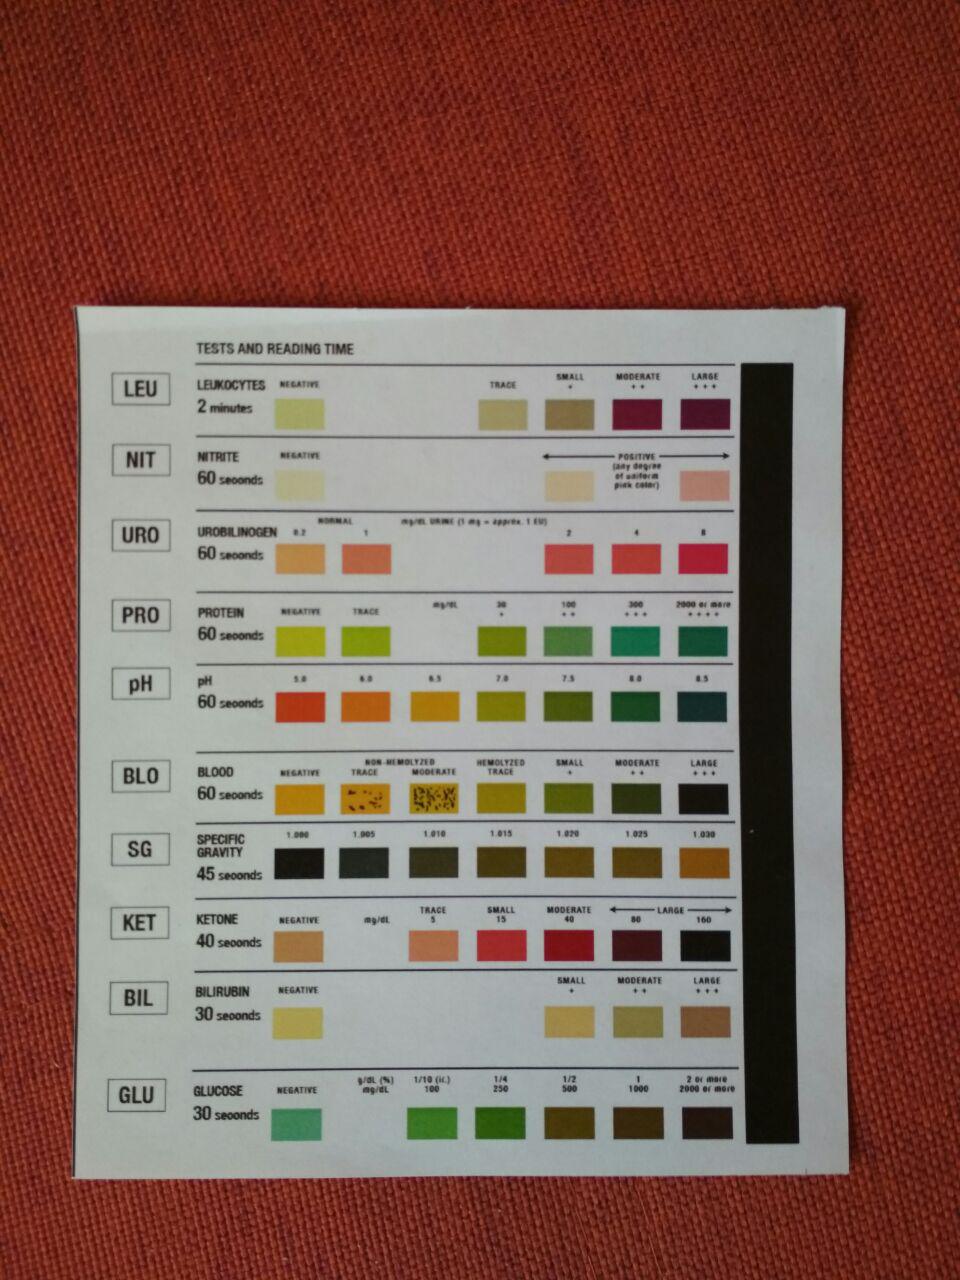 TESTS AND READING TIME
LEU
LEUKOCYTES
2 minutes
NEGATIVE
TRACE
SMALL
+
MODERATE
+ +
LARGE
+ + +
NIT
NITRITE
60 seconds
NEGATIVE
POSITIVE
(any degree
of uniform
pink color)
URO
UROBILINOGEN
60 seconds
NORMAL
0.2 1
mg/dL URINE (1 mg = approx. 1 EU)
2 4 8
PRO
PROTEIN
60 seconds
NEGATIVE
TRACE
mg/dL
30
+
100
+ +
300
+ + +
2000 or more
+ + + +
pH
pH
60 seconds
5.0 6.0 6.5 7.0 7.5 8.0 8.5
BLO
BLOOD
60 seconds
NEGATIVE
NON-HEMOLYZED
TRACE MODERATE
HEMOLYZED
TRACE
SMALL
+
MODERATE
+ +
LARGE
+ + +
SG
SPECIFIC
GRAVITY
45 seconds
1.000 1.005 1.010 1.015 1.020 1.025 1.030
KET
KETONE
40 seconds
NEGATIVE
mg/dL
TRACE
5
SMALL
15
MODERATE
40
LARGE
80 160
BIL
BILIRUBIN
30 seconds
NEGATIVE
SMALL
+
MODERATE
+ +
LARGE
+ + +
GLU
GLUCOSE
30 seconds
NEGATIVE
g/dL (%)
mg/dL
1/10 (tr.)
100
1/4
250
1/2
500
1
1000
2 or more
2000 or more